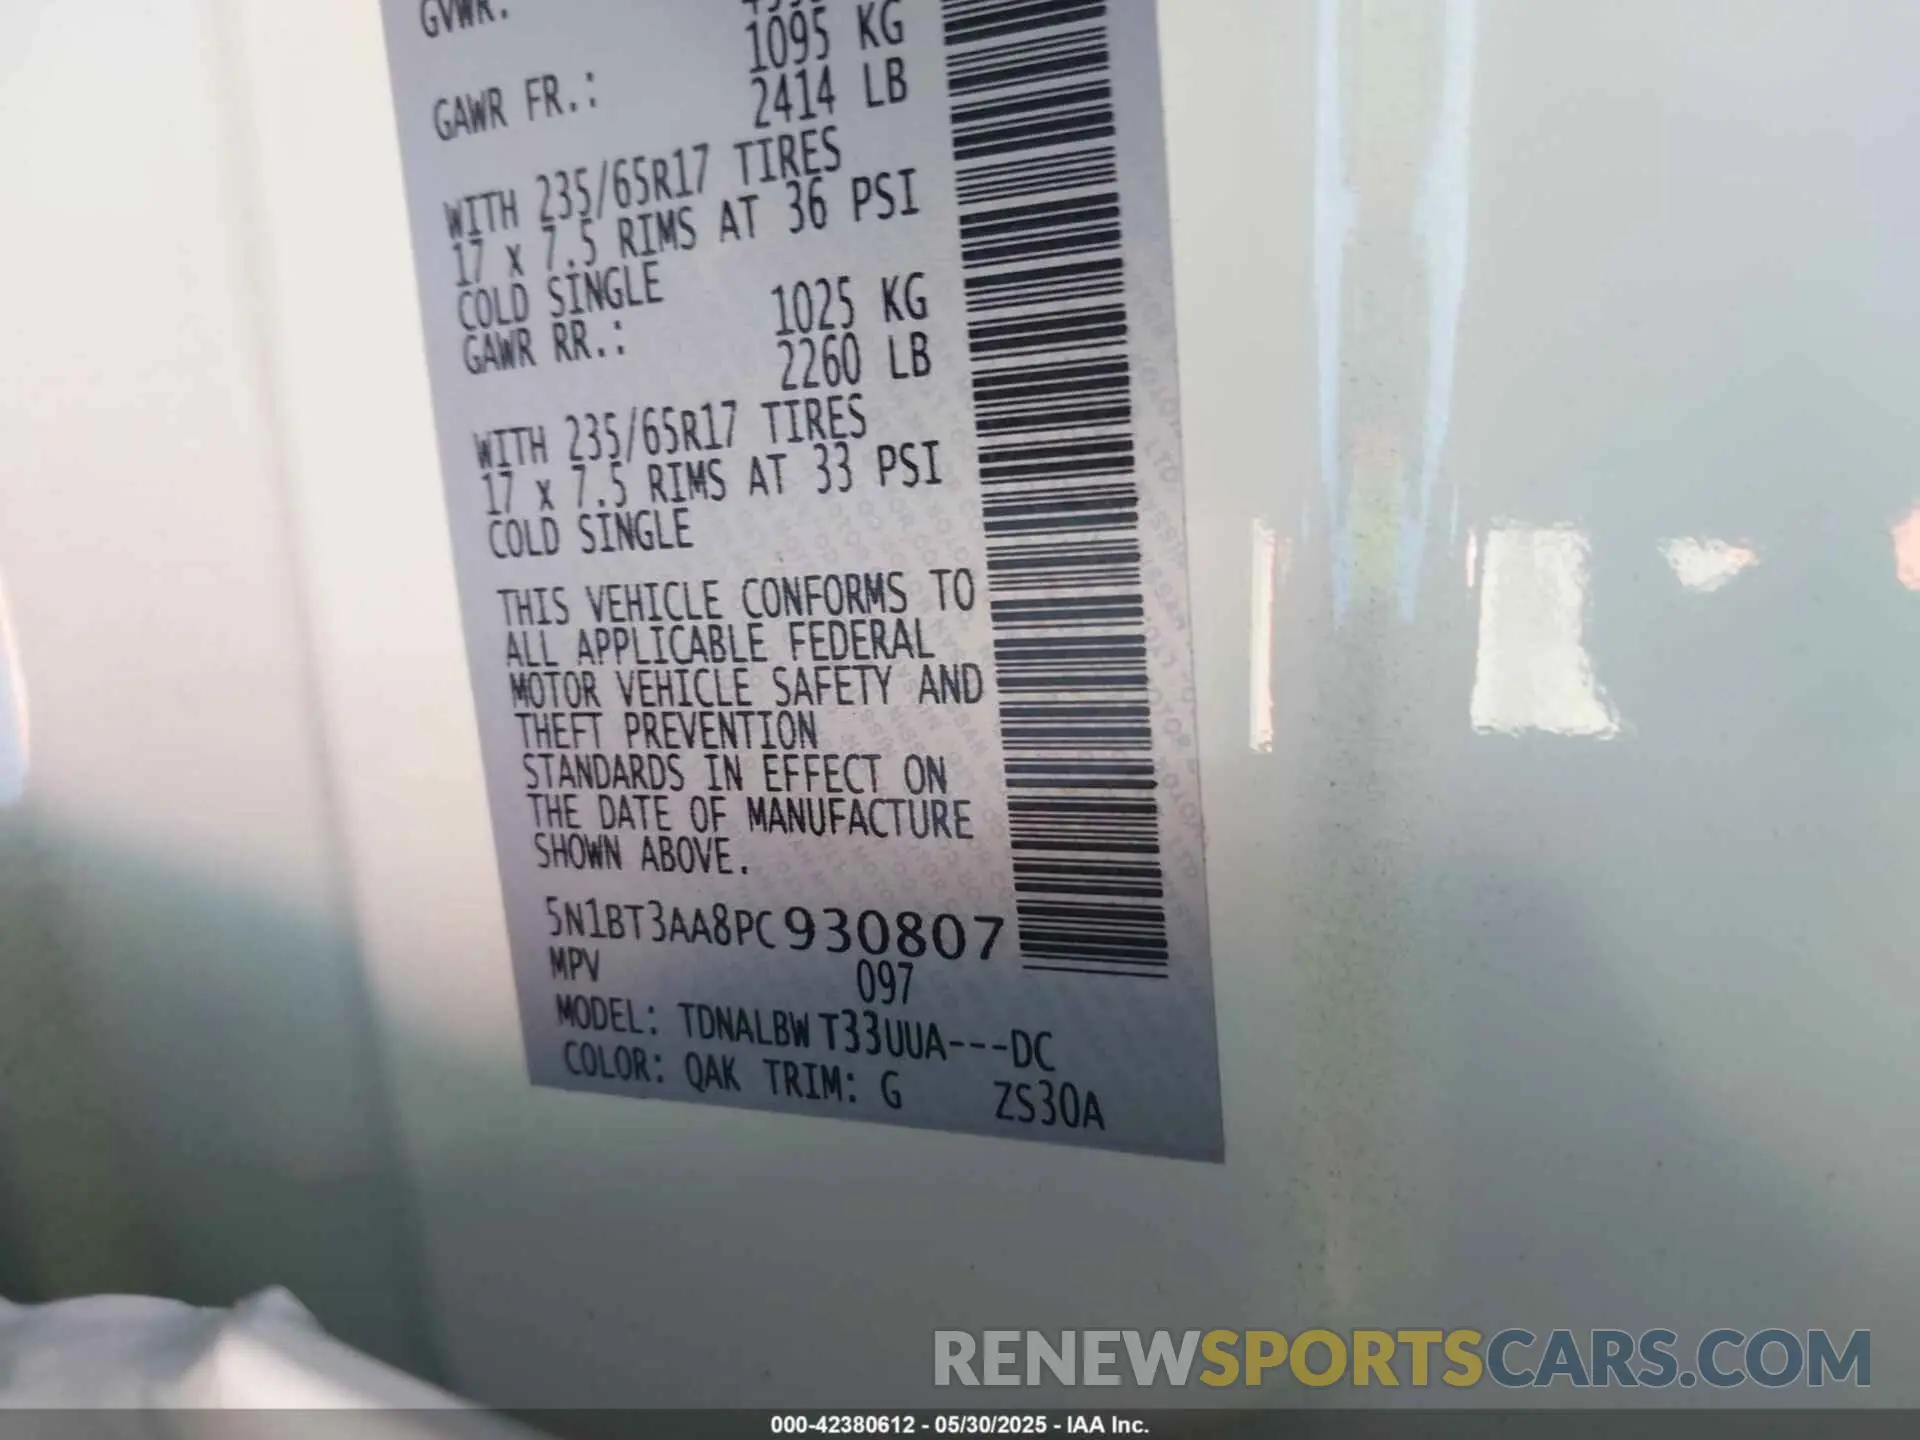 GVWR:
1095 KG
GAWR FR.: 2414 LB
WITH 235/65R17 TIRES
17 x 7.5 RIMS AT 36 PSI
COLD SINGLE
GAWR RR.: 1025 KG
2260 LB
WITH 235/65R17 TIRES
17 x 7.5 RIMS AT 33 PSI
COLD SINGLE
THIS VEHICLE CONFORMS TO
ALL APPLICABLE FEDERAL
MOTOR VEHICLE SAFETY AND
THEFT PREVENTION
STANDARDS IN EFFECT ON
THE DATE OF MANUFACTURE
SHOWN ABOVE.
5N1BT3AA8PC930807
MPV 097
MODEL: TDNALBW T33UUA---DC
COLOR: QAK TRIM: G ZS30A
RENEWSPORTSCARS.COM
000-42380612 - 05/30/2025 - IAA Inc.